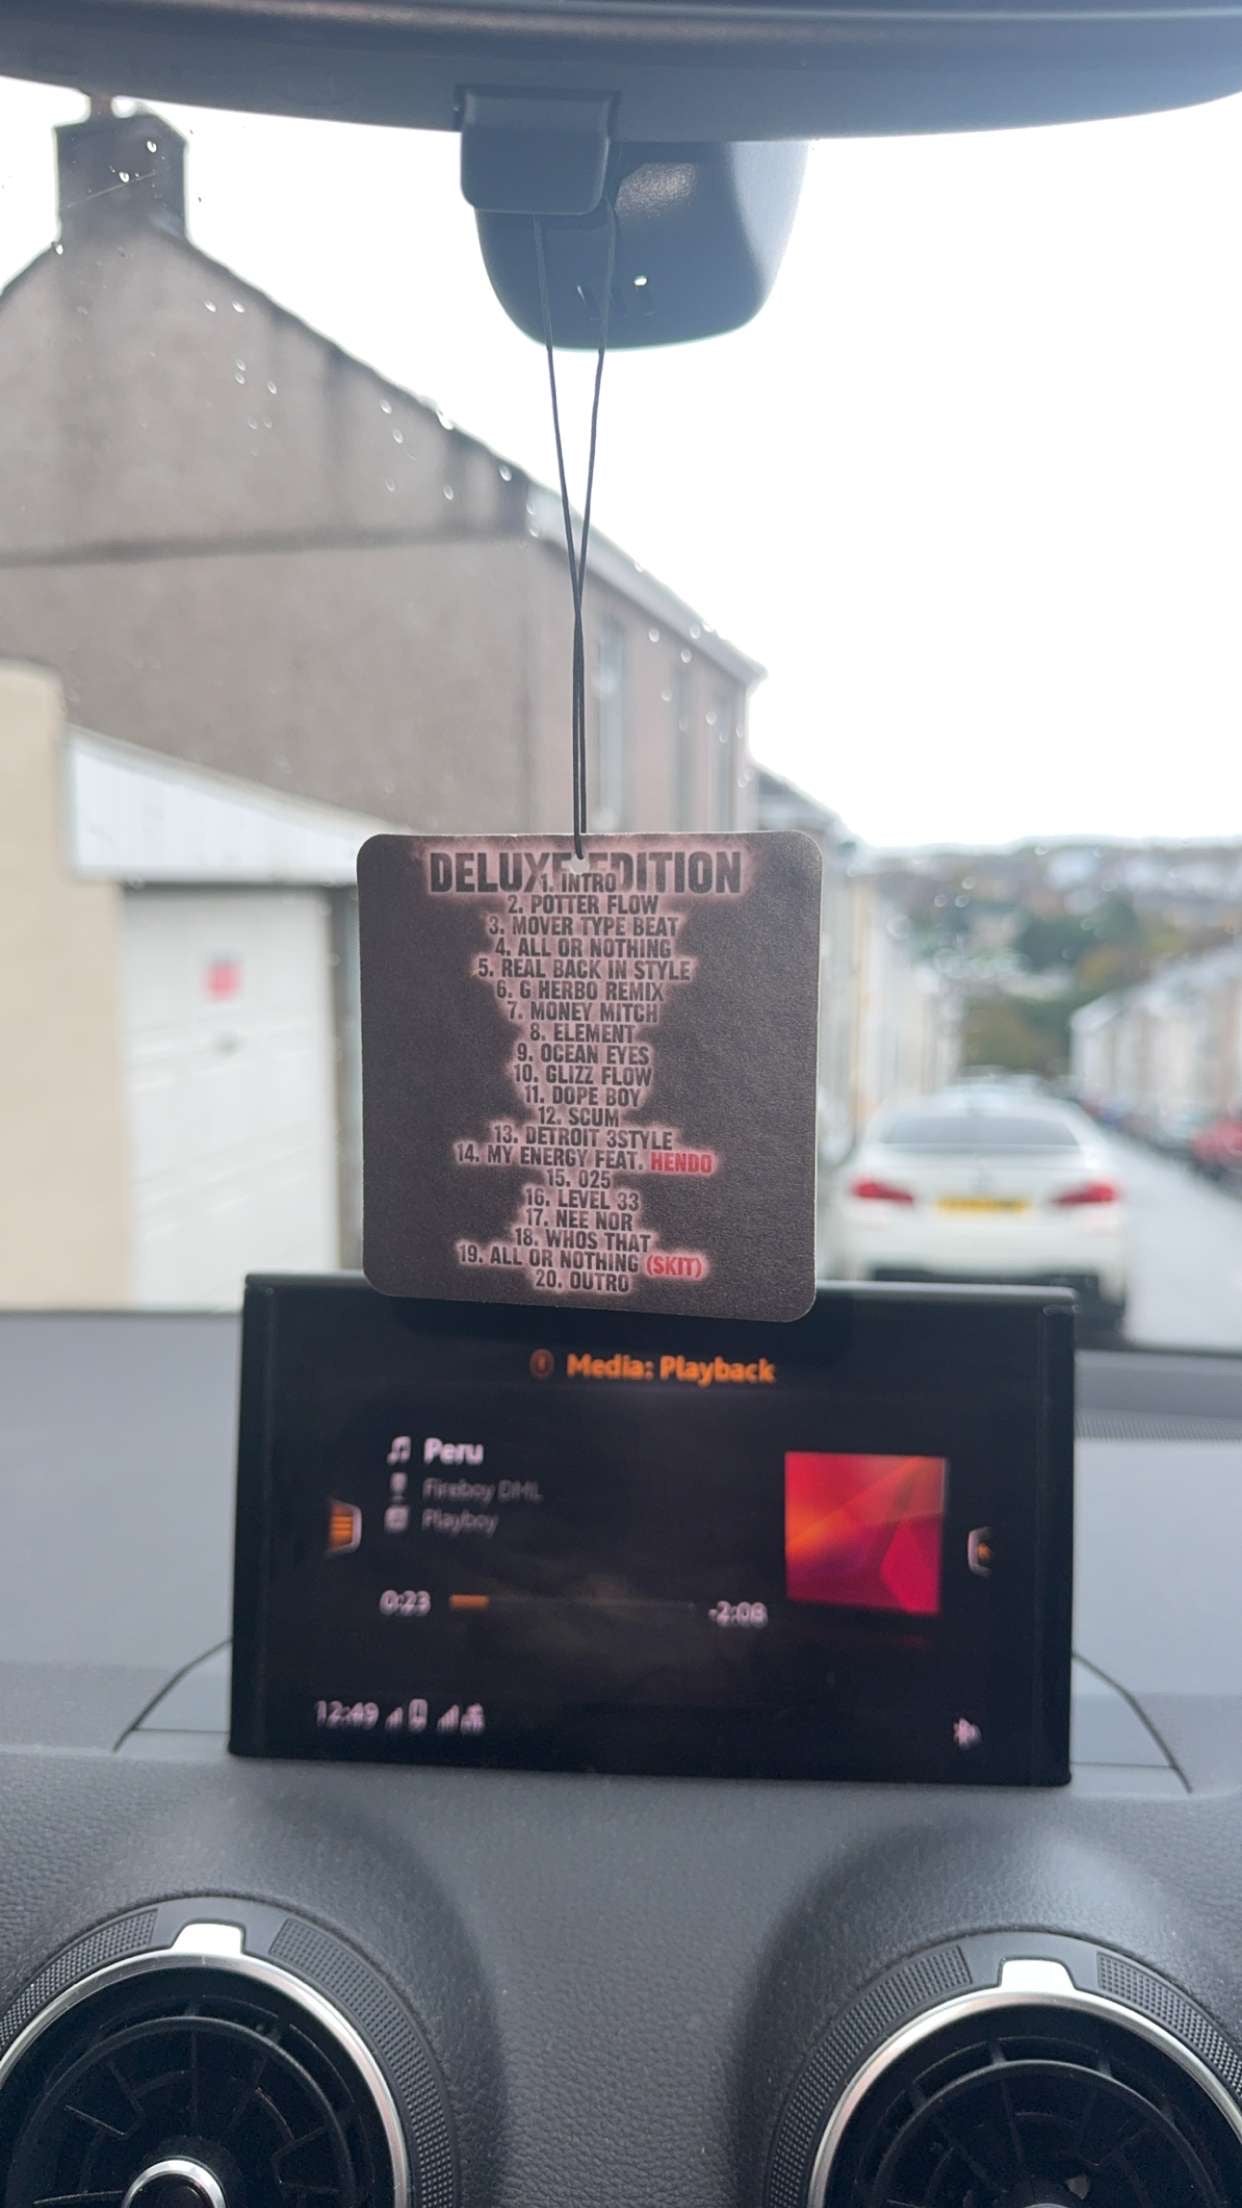 DELUXE EDITION
1. INTRO
2. POTTER FLOW
3. MOVER TYPE BEAT
4. ALL OR NOTHING
5. REAL BACK IN STYLE
6. G HERBO REMIX
7. MONEY MITCH
8. ELEMENT
9. OCEAN EYES
10. GLIZZ FLOW
11. DOPE BOY
12. SCUM
13. DETROIT 3STYLE
14. MY ENERGY FEAT. HENDO
15. 025
16. LEVEL 33
17. NEE NOR
18. WHOS THAT
19. ALL OR NOTHING (SKIT)
20. OUTRO
Media: Playback
Peru
Fireboy DML
Playboy
0:23 -2:08
12:49